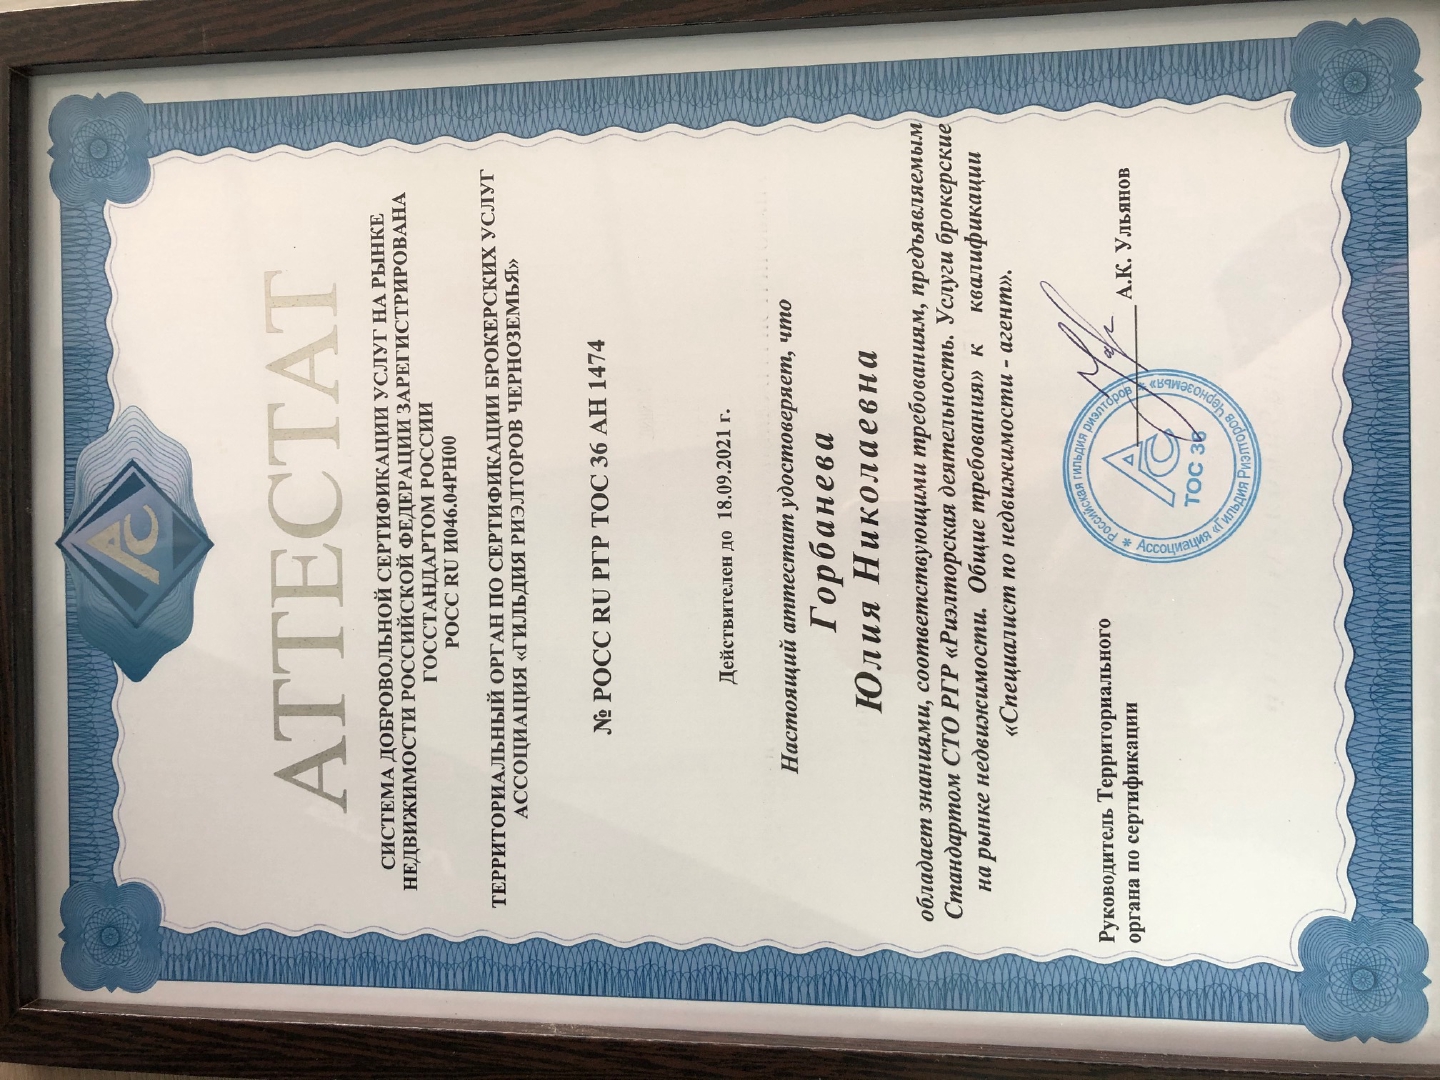 АТТЕСТАТ
СИСТЕМА ДОБРОВОЛЬНОЙ СЕРТИФИКАЦИИ УСЛУГ НА РЫНКЕ
НЕДВИЖИМОСТИ РОССИЙСКОЙ ФЕДЕРАЦИИ ЗАРЕГИСТРИРОВАНА
ГОССТАНДАРТОМ РОССИИ
РОСС RU И046.04РН00
ТЕРРИТОРИАЛЬНЫЙ ОРГАН ПО СЕРТИФИКАЦИИ БРОКЕРСКИХ УСЛУГ
АССОЦИАЦИЯ «ГИЛЬДИЯ РИЭЛТОРОВ ЧЕРНОЗЕМЬЯ»
№ РОСС RU РГР ТОС 36 АН 1474
Действителен до 18.09.2021 г.
Настоящий аттестат удостоверяет, что
Горбанева
Юлия Николаевна
обладает знаниями, соответствующими требованиям, предъявляемым
Стандартом СТО РГР «Риэлторская деятельность. Услуги брокерские
на рынке недвижимости. Общие требования» к квалификации
«Специалист по недвижимости - агент».
Руководитель Территориального
органа по сертификации
А.К. Ульянов
Российская гильдия риэлторов
Ассоциация «Гильдия Риэлторов Черноземья»
ТОС 36